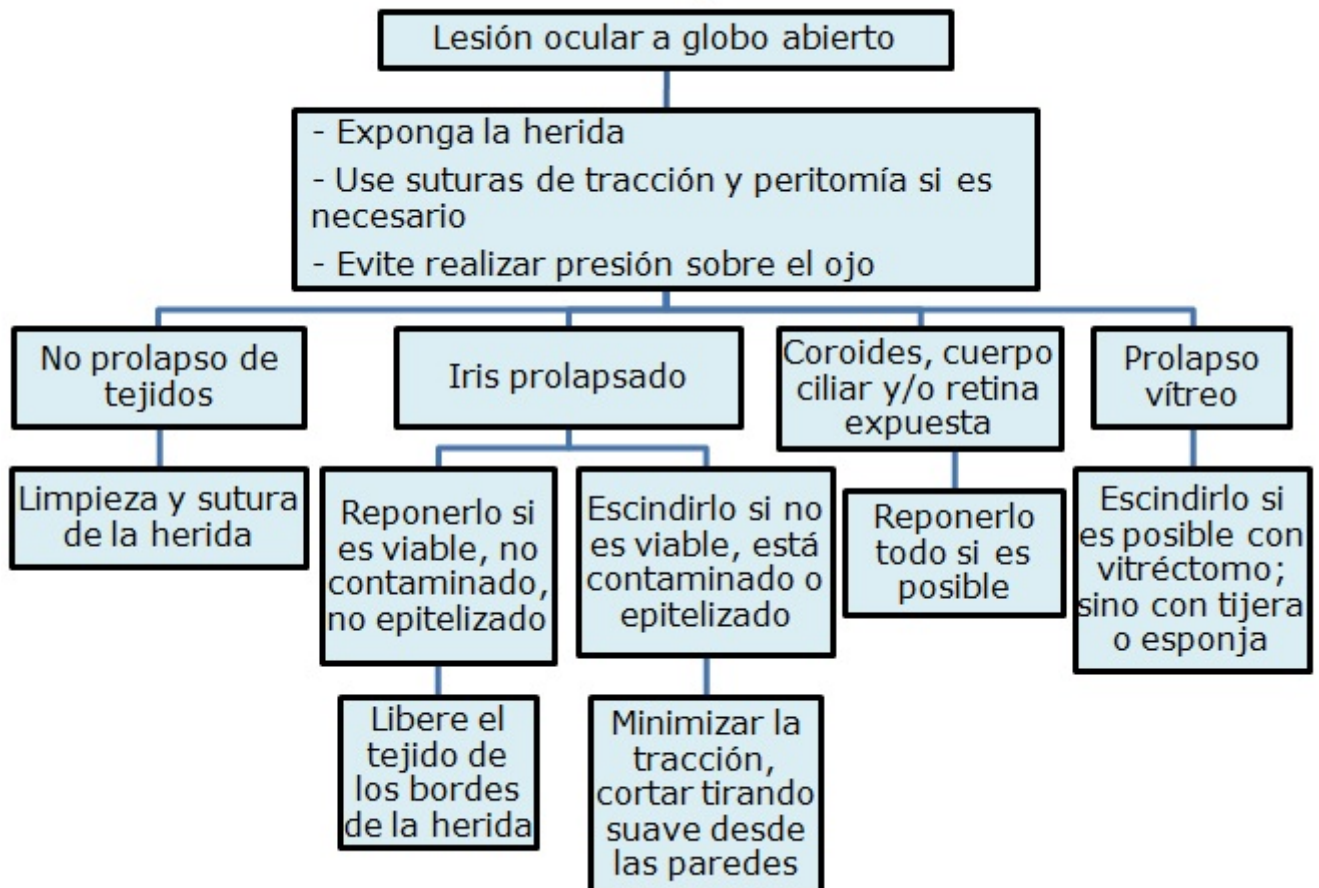 Lesión ocular a globo abierto
- Exponga la herida
- Use suturas de tracción y peritomía si es
necesario
- Evite realizar presión sobre el ojo
No prolapso de
tejidos
Iris prolapsado
Coroides, cuerpo
ciliar y/o retina
expuesta
Prolapso
vítreo
Limpieza y sutura
de la herida
Reponerlo si
es viable, no
contaminado,
no epitelizado
Escindirlo si no
es viable, está
contaminado o
epitelizado
Reponerlo
todo si es
posible
Escindirlo si
es posible con
vitréctomo;
sino con tijera
o esponja
Libere el
tejido de
los bordes
de la herida
Minimizar la
tracción,
cortar tirando
suave desde
las paredes